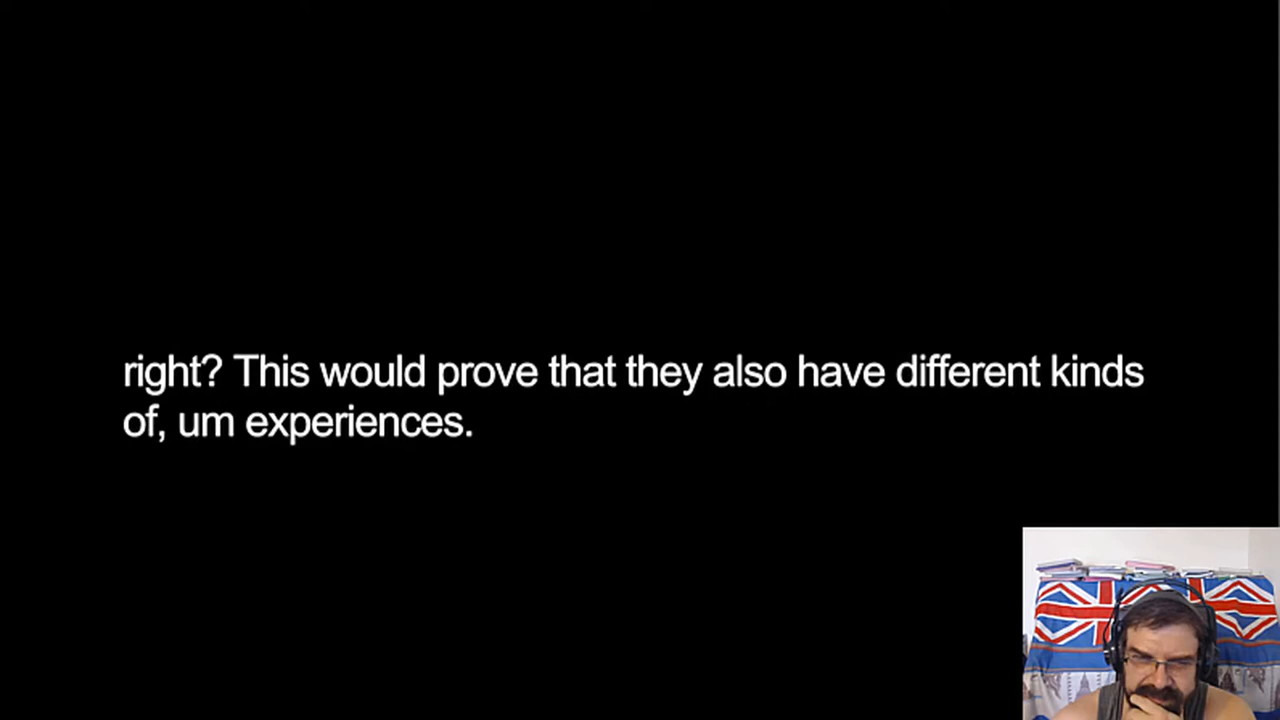 right? This would prove that they also have different kinds
of, um experiences.